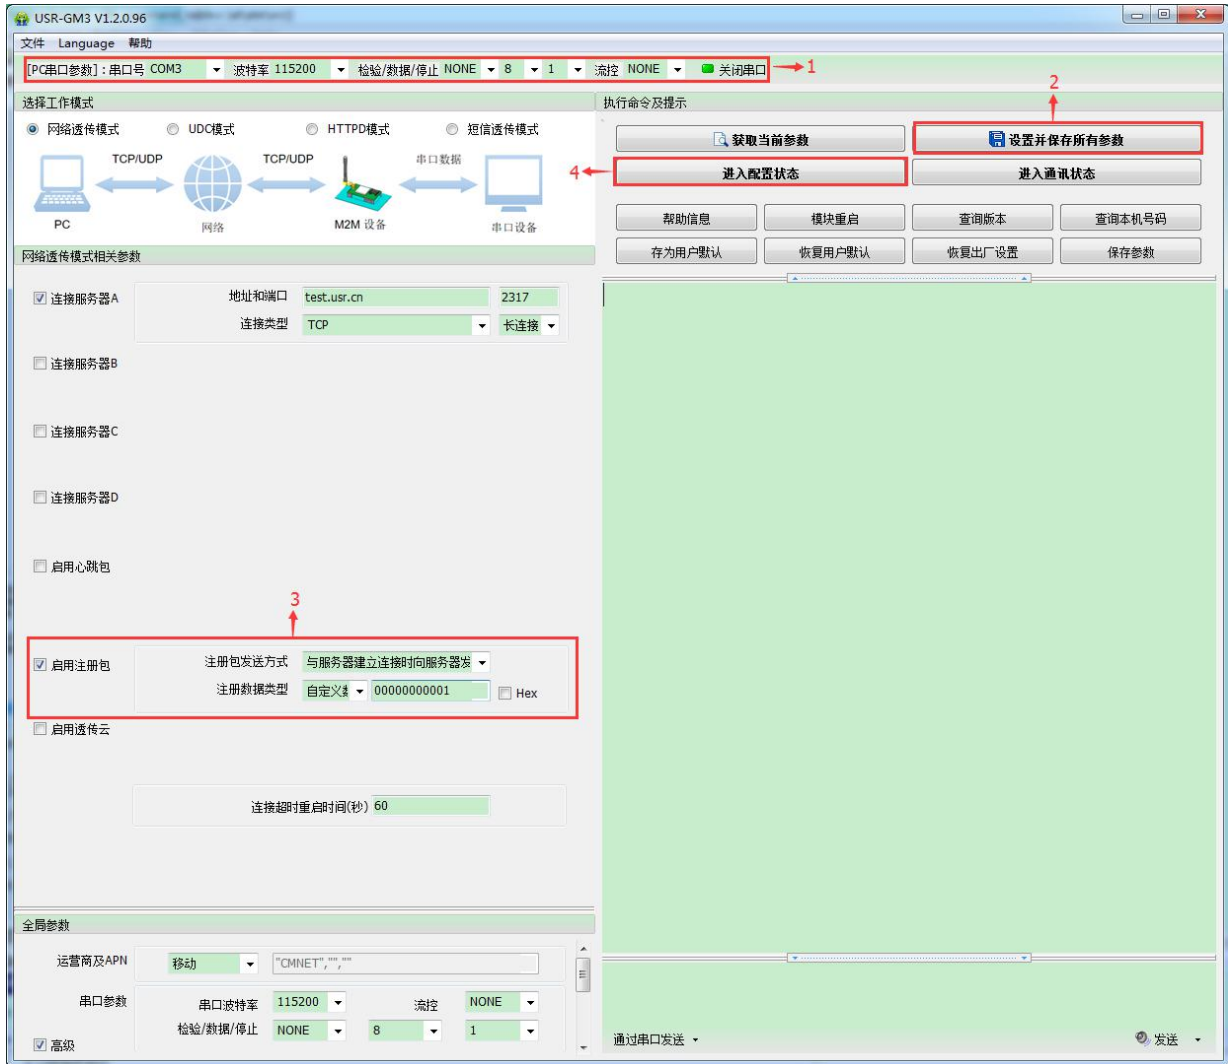 USR-GM3 V1.2.0.96
文件 Language 帮助
[PC串口参数]：串口号 COM3 波特率 115200 检验/数据/停止 NONE 8 1 流控 NONE 关闭串口 1
2
选择工作模式 执行命令及提示
网络透传模式 UDC模式 HTTPD模式 短信透传模式
获取当前参数 设置并保存所有参数
TCP/UDP TCP/UDP 串口数据
4 进入配置状态 进入通讯状态
PC 网络 M2M 设备 串口设备
帮助信息 模块重启 查询版本 查询本机号码
存为用户默认 恢复用户默认 恢复出厂设置 保存参数
网络透传模式相关参数
连接服务器A 地址和端口 test.usr.cn 2317
连接类型 TCP 长连接
连接服务器B
连接服务器C
连接服务器D
启用心跳包
3
启用注册包 注册包发送方式 与服务器建立连接时向服务器发
注册数据类型 自定义 00000000001 Hex
启用透传云
连接超时重启时间(秒) 60
全局参数
运营商及APN 移动 "CMNET","",""
串口参数 串口波特率 115200 流控 NONE
检验/数据/停止 NONE 8 1
高级
通过串口发送 发送